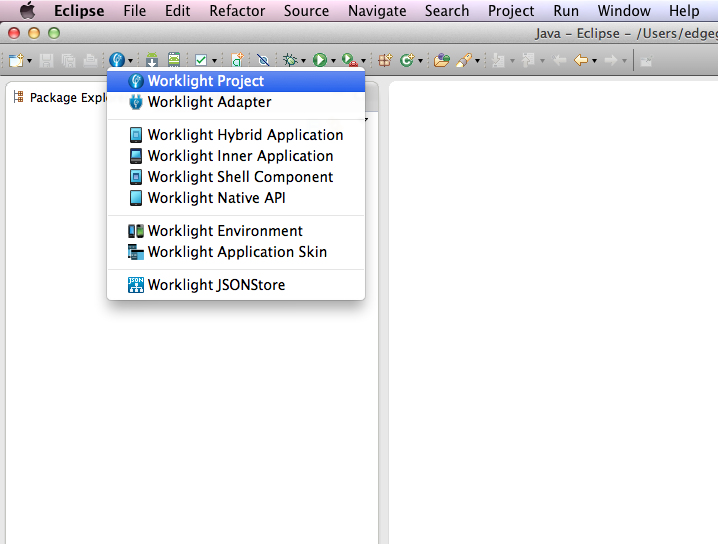 Eclipse File Edit Refactor Source Navigate Search Project Run Window Help
Java – Eclipse – /Users/edgeg
Worklight Project
Package Expl
Worklight Adapter
Worklight Hybrid Application
Worklight Inner Application
Worklight Shell Component
Worklight Native API
Worklight Environment
Worklight Application Skin
JSON
Worklight JSONStore